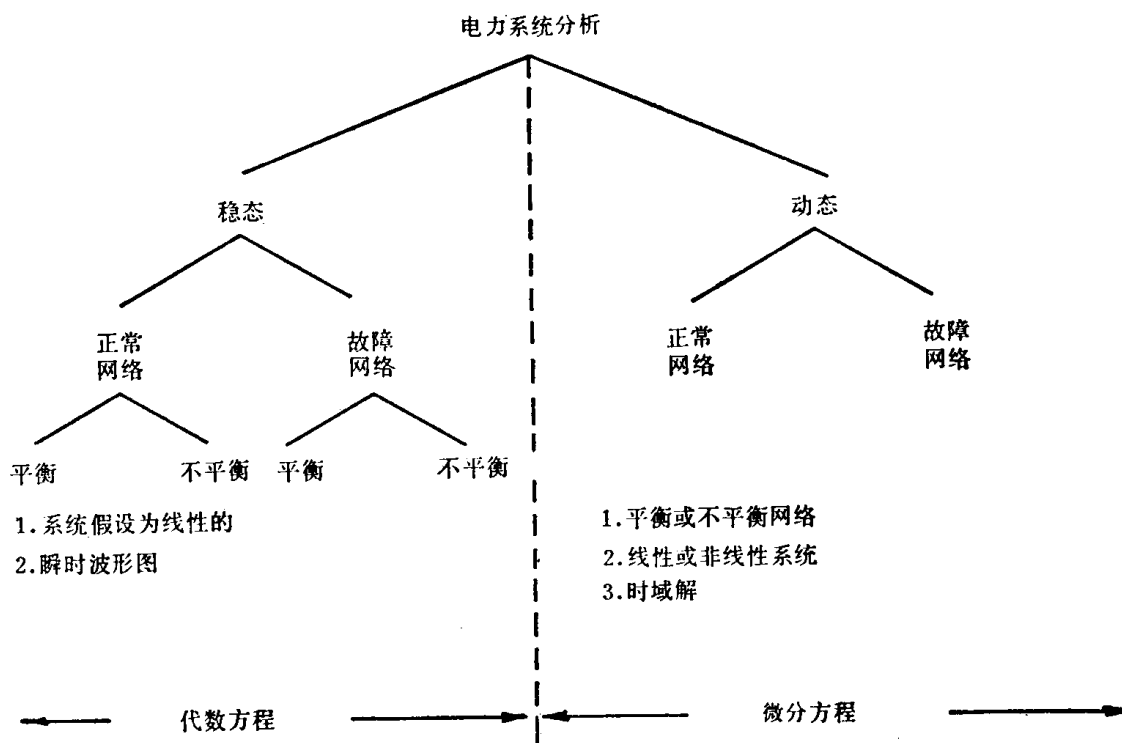 电力系统分析
稳态
动态
正常
网络
故障
网络
正常
网络
故障
网络
平衡
不平衡
平衡
不平衡
1.系统假设为线性的
2.瞬时波形图
1.平衡或不平衡网络
2.线性或非线性系统
3.时域解
代数方程
微分方程